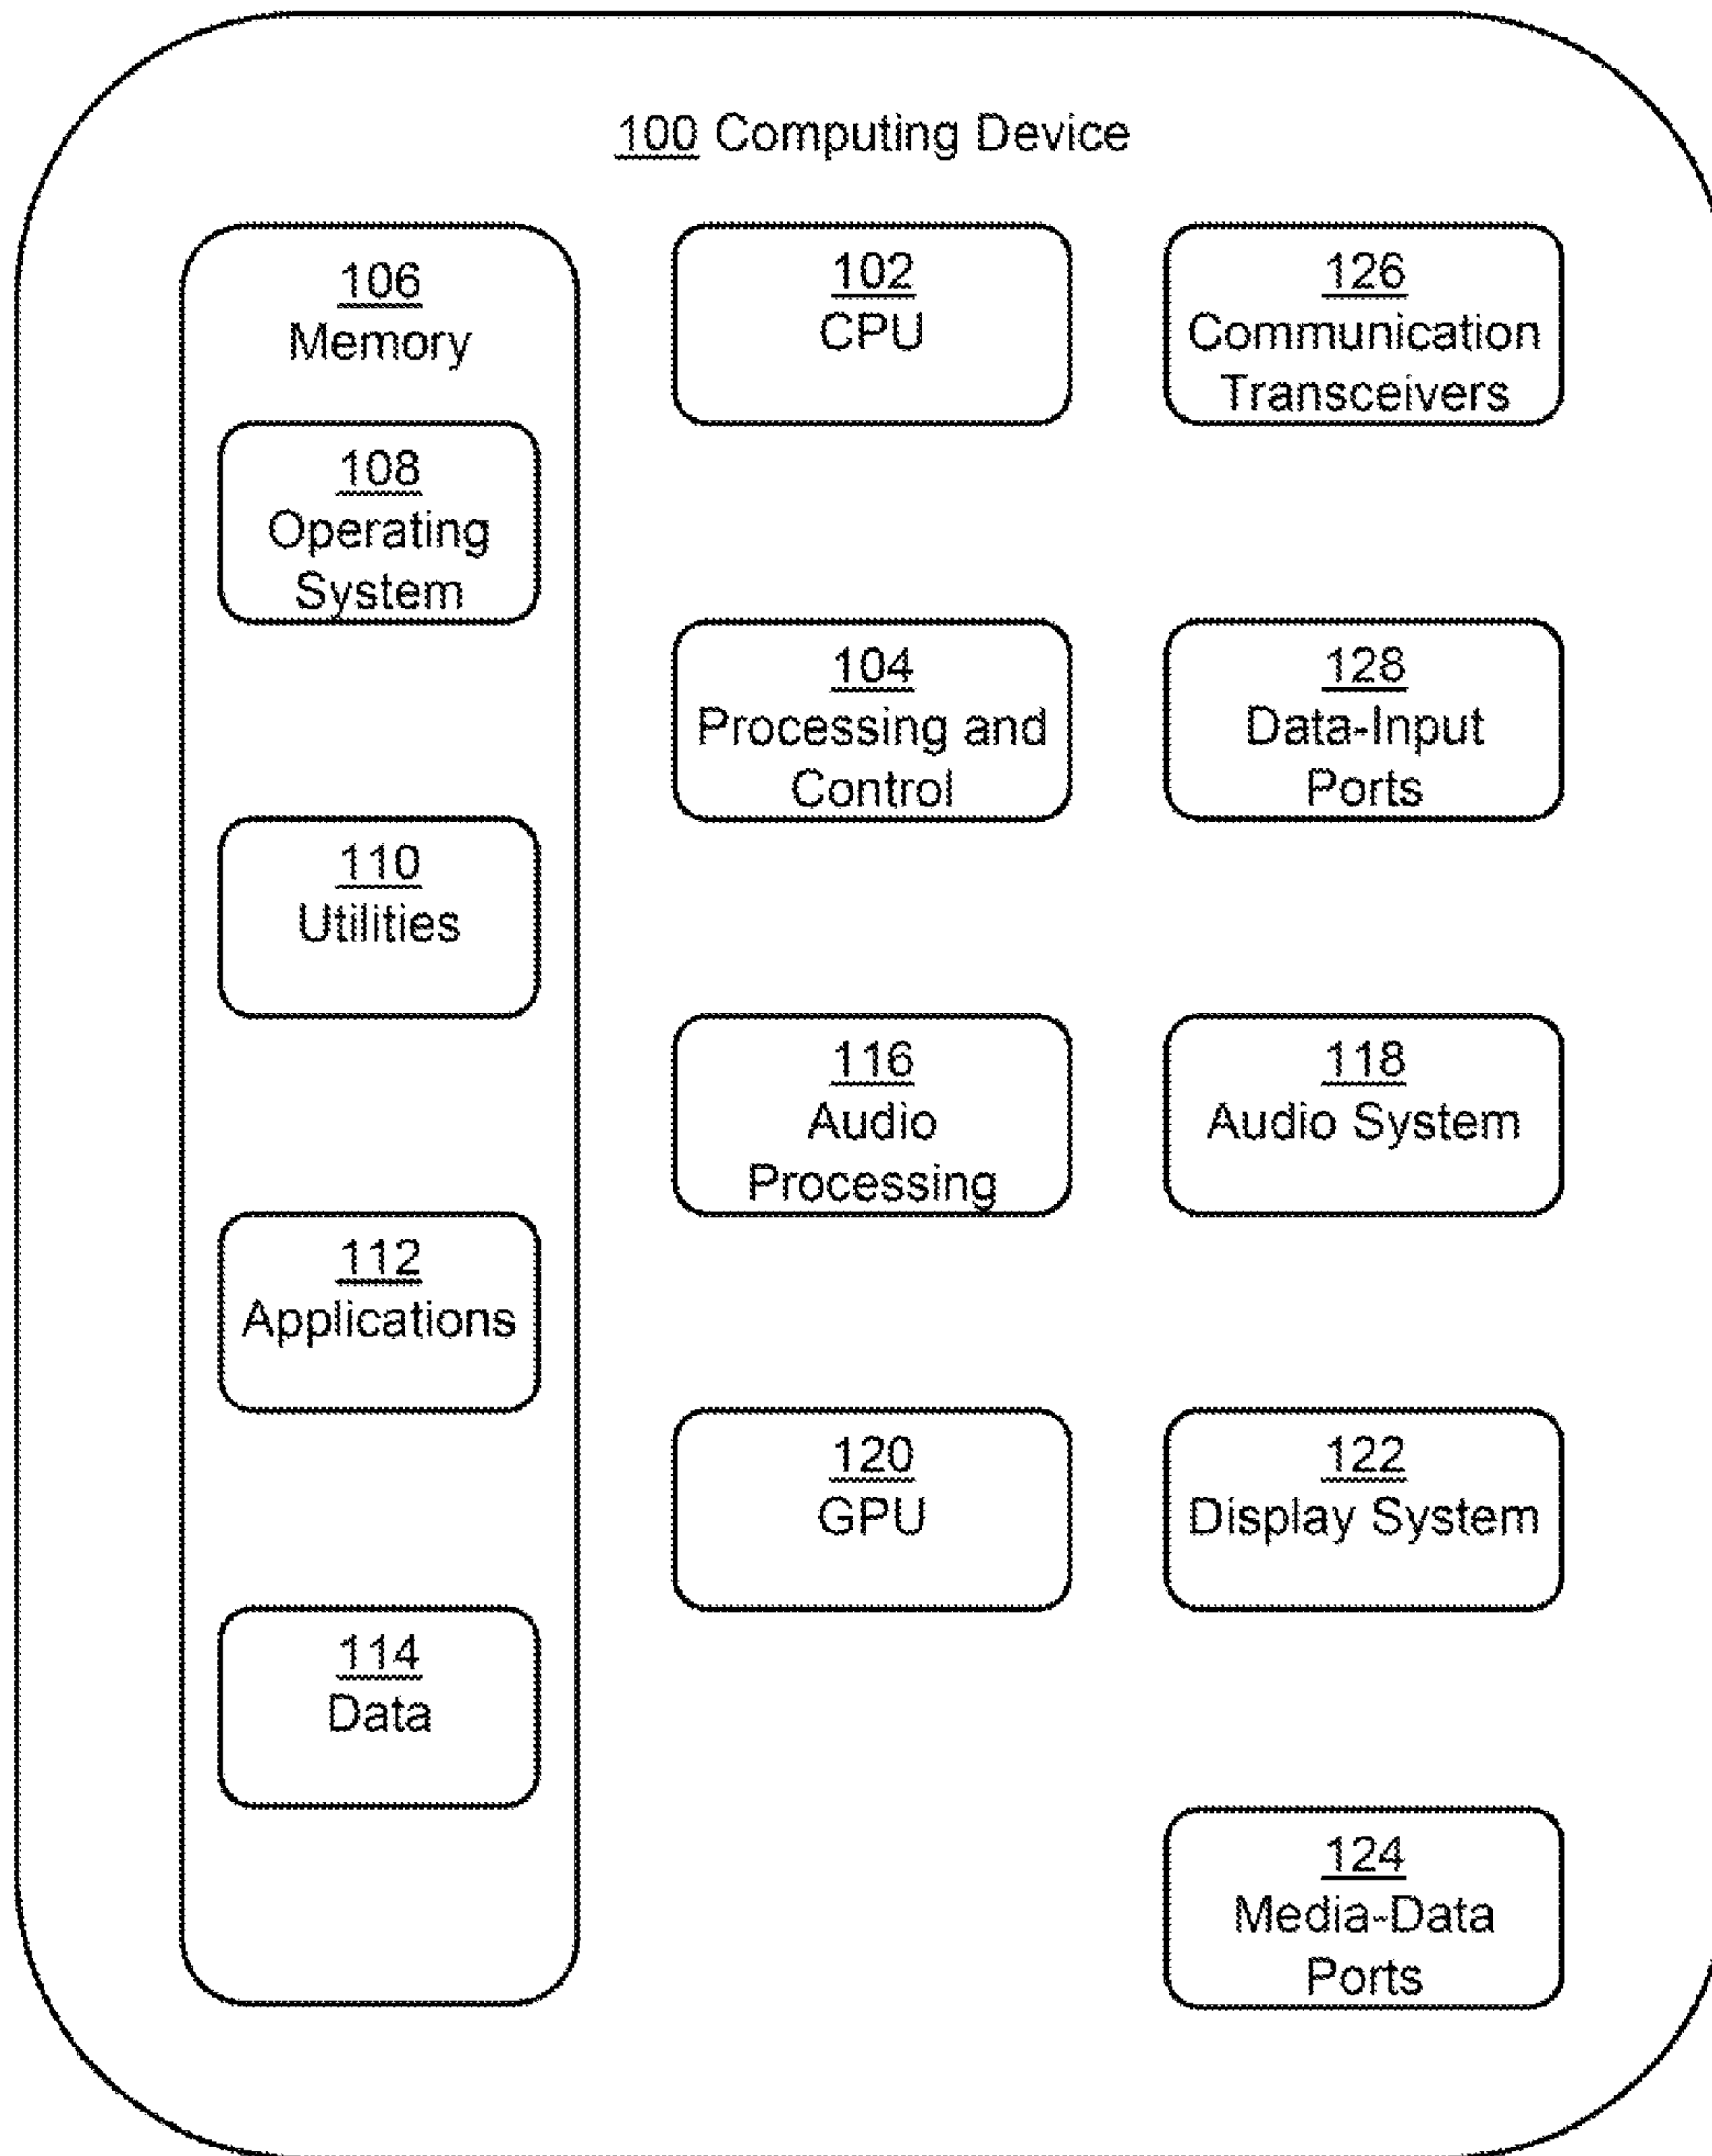 100 Computing Device
106
Memory
108
Operating
System
110
Utilities
112
Applications
114
Data
102
CPU
104
Processing and
Control
116
Audio
Processing
120
GPU
126
Communication
Transceivers
128
Data-Input
Ports
118
Audio System
122
Display System
124
Media-Data
Ports